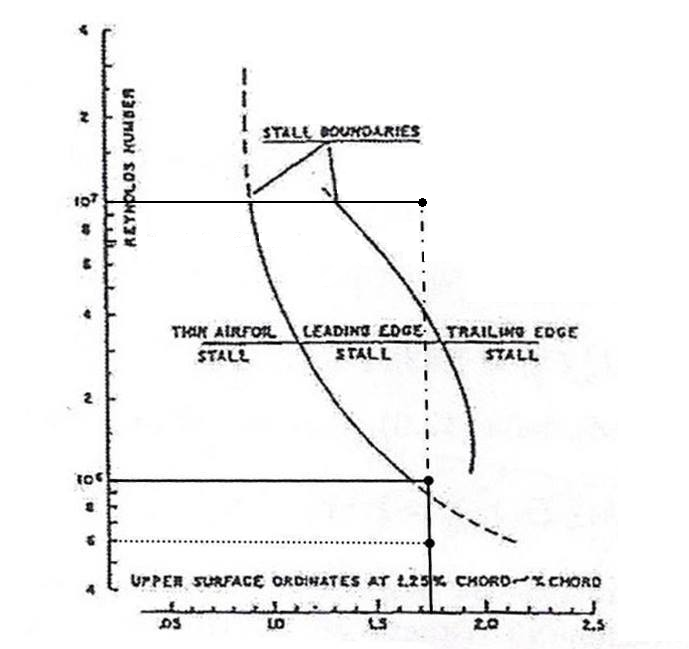 4
2
REYNOLDS NUMBER
STALL BOUNDARIES
10⁷
8
6
4
THIN AIRFOIL STALL
LEADING EDGE STALL
TRAILING EDGE STALL
2
10⁶
8
6
4
UPPER SURFACE ORDINATES AT 1.25% CHORD~% CHORD
.05 1.0 1.5 2.0 2.5